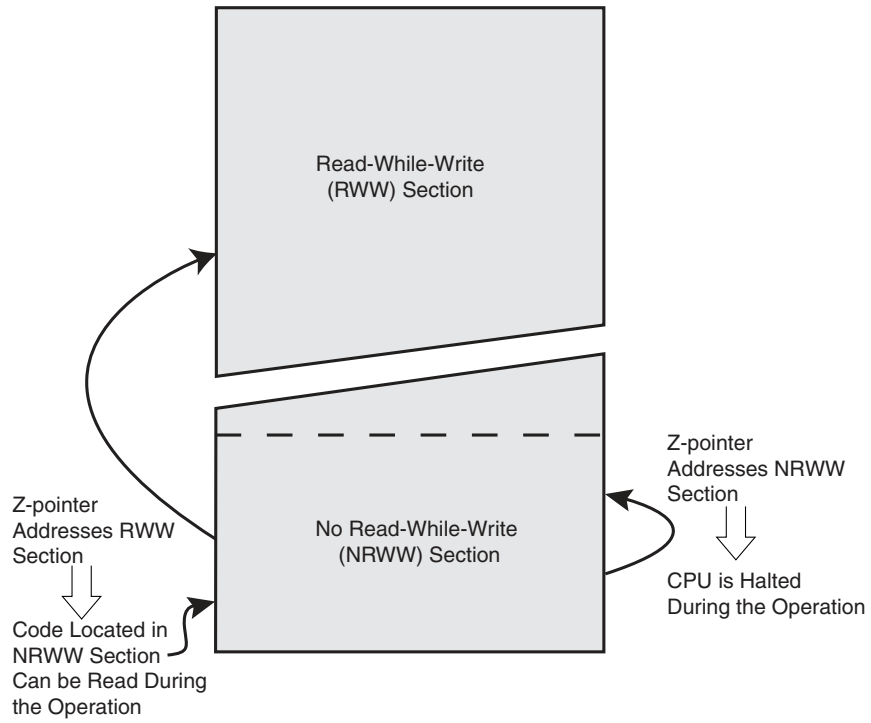 Read-While-Write
(RWW) Section
Z-pointer
Addresses NRWW
Section
No Read-While-Write
(NRWW) Section
CPU is Halted
During the Operation
Z-pointer
Addresses RWW
Section
Code Located in
NRWW Section
Can be Read During
the Operation